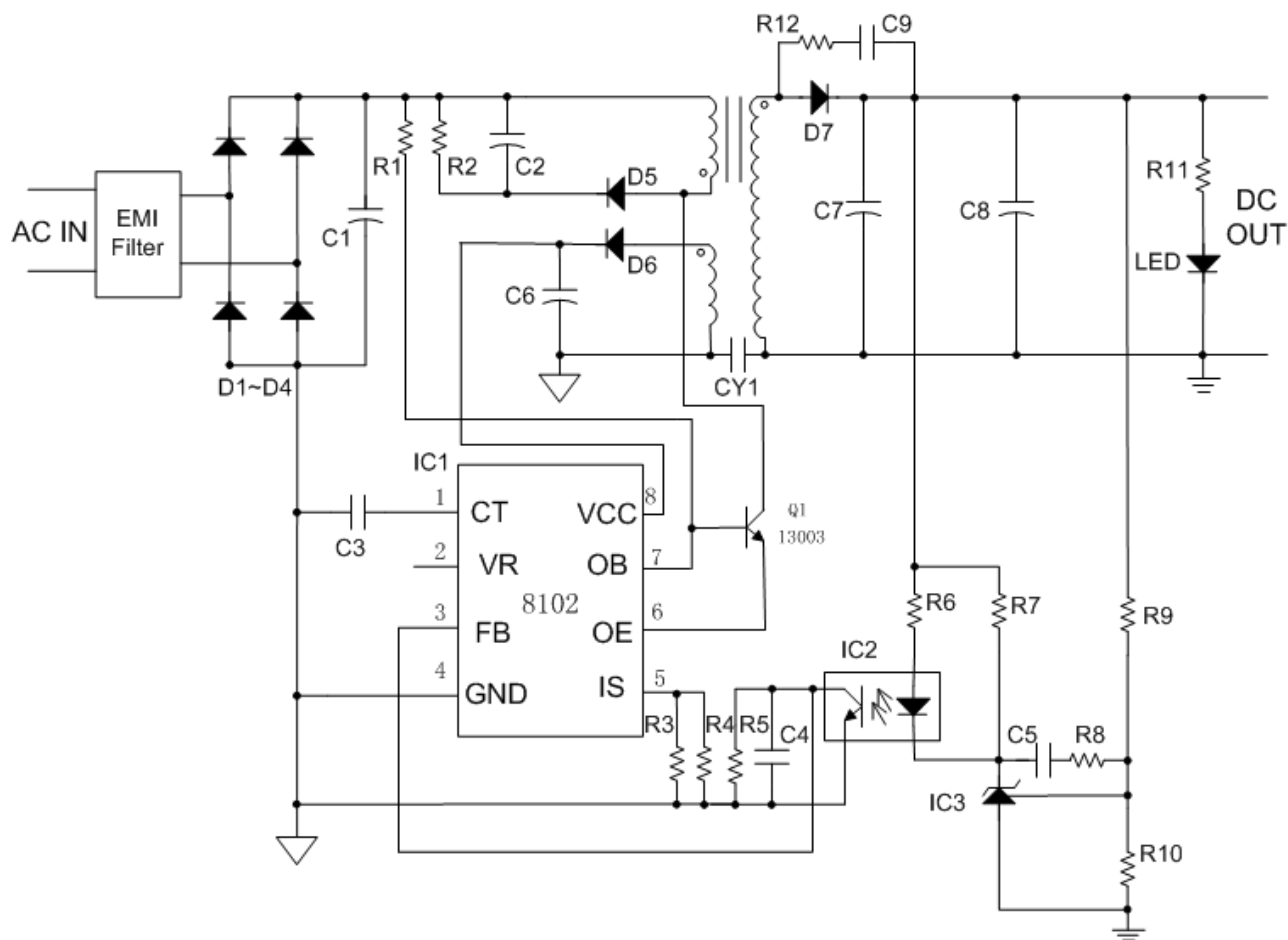 R12
C9
D7
R1
R2
C2
D5
R11
AC IN
EMI
Filter
C1
C7
C8
DC
OUT
D6
LED
C6
D1~D4
CY1
IC1
1
CT
VCC
8
Q1
13003
C3
2
VR
OB
7
3
FB
8102
OE
6
R6
R7
R9
IC2
4
GND
IS
5
R3
R4
R5
C4
C5
R8
IC3
R10